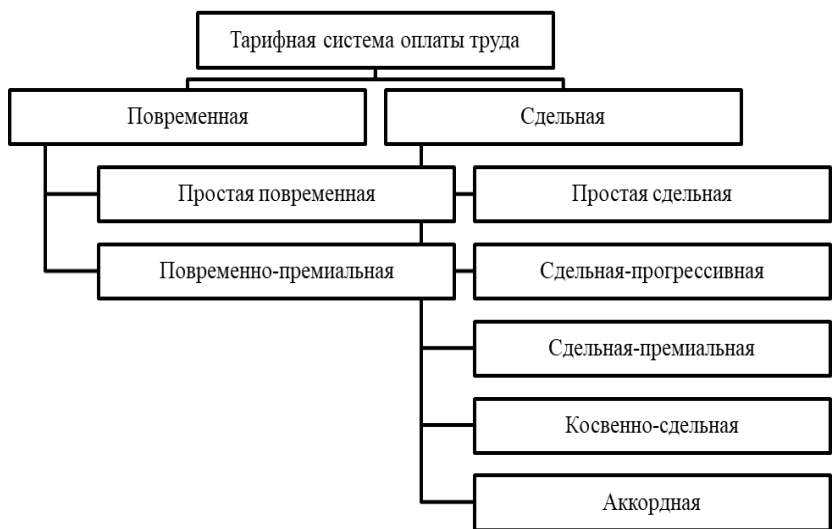 Тарифная система оплаты труда
Повременная
Сдельная
Простая повременная
Простая сдельная
Повременно-премиальная
Сдельная-прогрессивная
Сдельная-премиальная
Косвенно-сдельная
Аккордная